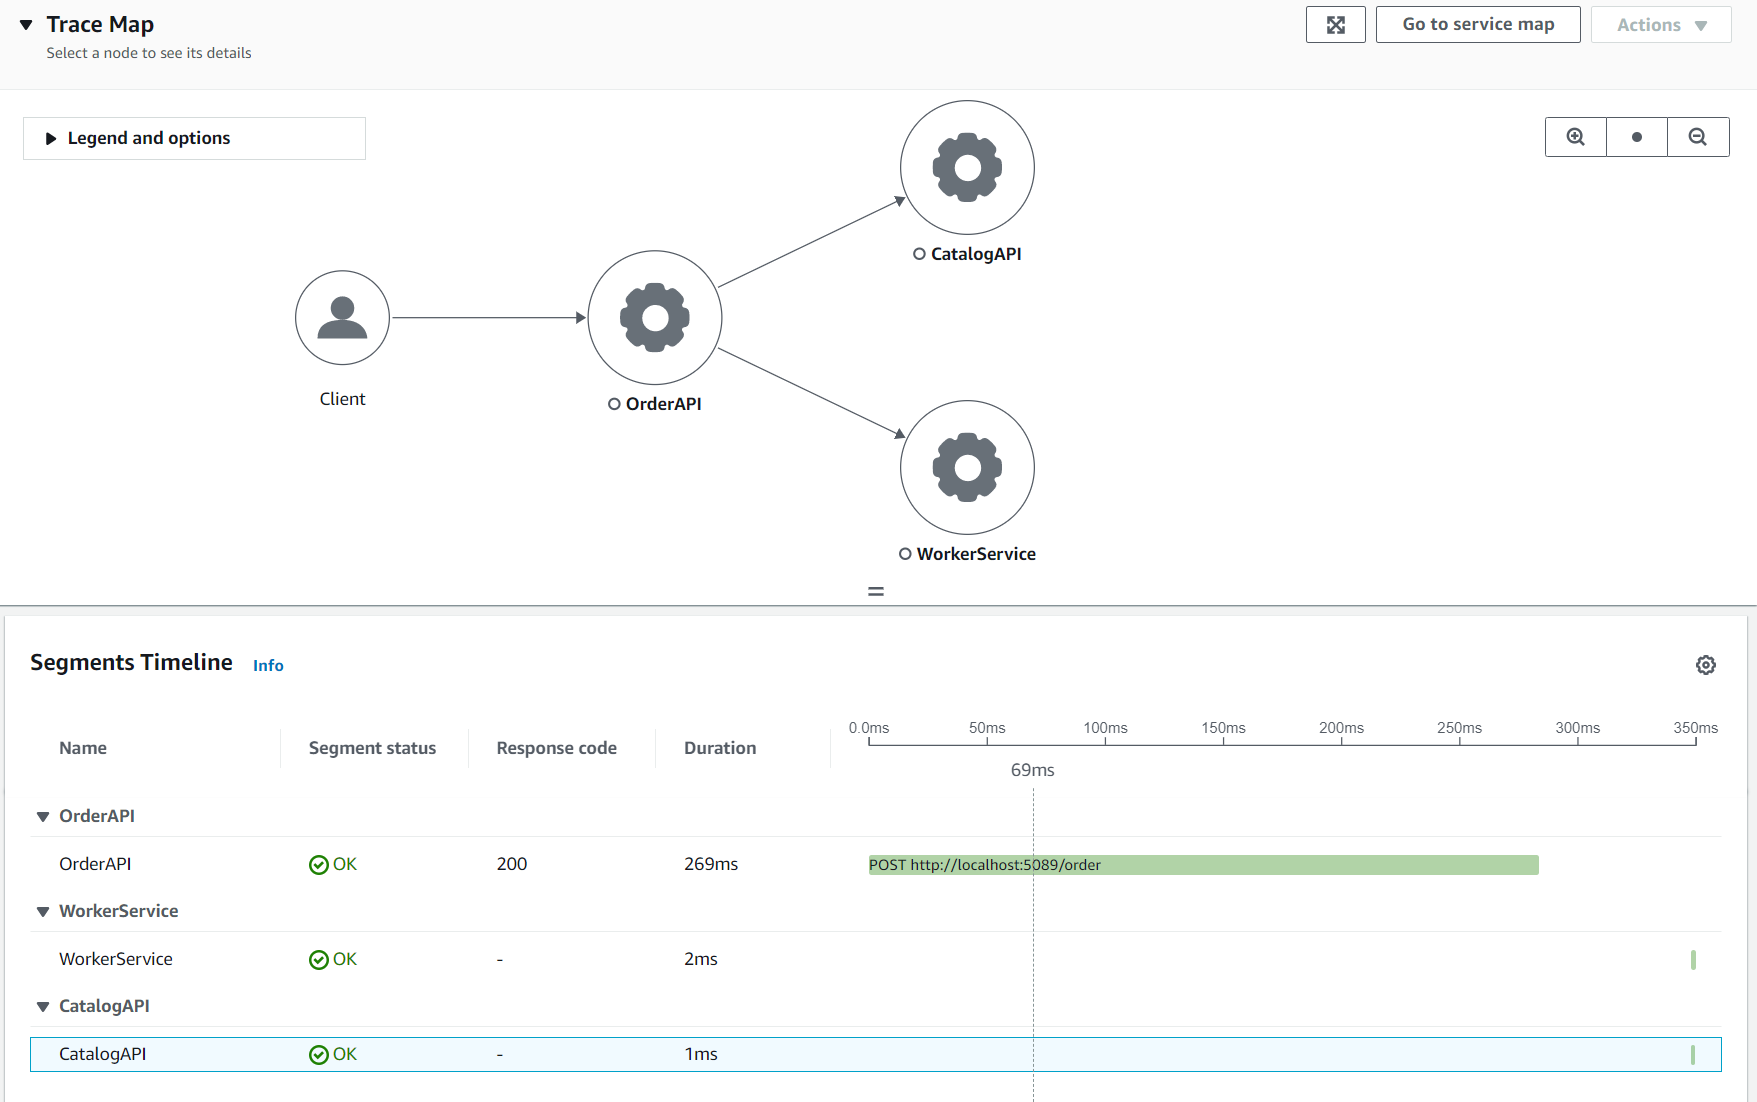 Trace Map
Select a node to see its details
Go to service map
Actions
Legend and options
CatalogAPI
Client
OrderAPI
WorkerService
Segments Timeline Info
0.0ms 50ms 100ms 150ms 200ms 250ms 300ms 350ms
Name Segment status Response code Duration
69ms
OrderAPI
OrderAPI OK 200 269ms POST http://localhost:5089/order
WorkerService
WorkerService OK - 2ms
CatalogAPI
CatalogAPI OK - 1ms